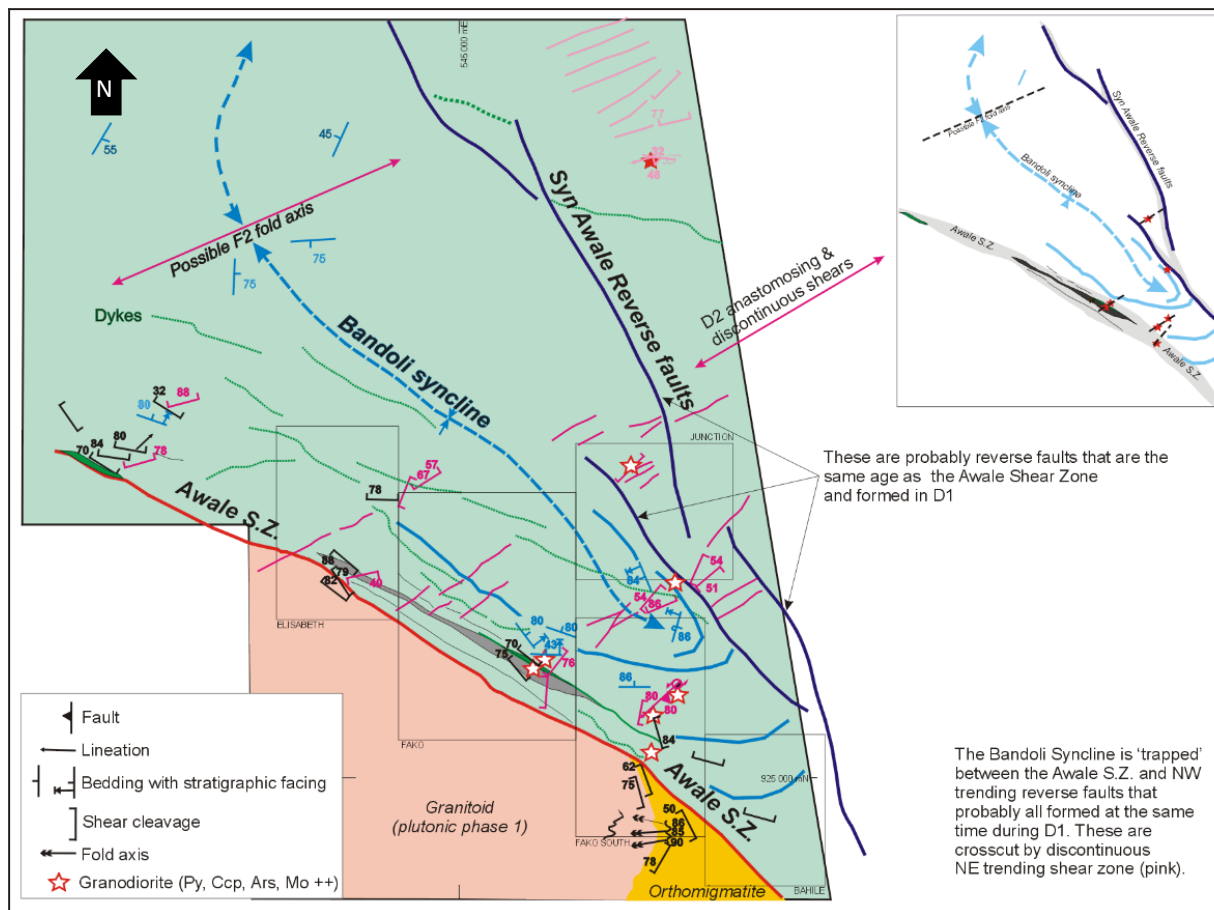 N
545 000 mE
55
45
77
32
48
Possible F2 fold axis
75
75
Syn Awale Reverse faults
D2 anastomosing &
discontinuous shears
Dykes
Bandoli syncline
32
88
80
80
84
70
78
57
67
78
JUNCTION
Awale S.Z.
88
79
82
40
ELISABETH
84
54
51
54
86
86
80
80
43
70
75
76
86
80
80
84
FAKO
62
75
Awale S.Z.
925 000 mN
50
86
85
90
78
FAKO SOUTH
BAHILE
Granitoid
(plutonic phase 1)
Orthomigmatite
Fault
Lineation
Bedding with stratigraphic facing
Shear cleavage
Fold axis
Granodiorite (Py, Ccp, Ars, Mo ++)
Possible F2 fold axis
Syn Awale Reverse faults
Bandoli syncline
Awale S.Z.
Awale S.Z.
These are probably reverse faults that are the
same age as the Awale Shear Zone
and formed in D1
The Bandoli Syncline is ‘trapped’
between the Awale S.Z. and NW
trending reverse faults that
probably all formed at the same
time during D1. These are
crosscut by discontinuous
NE trending shear zone (pink).